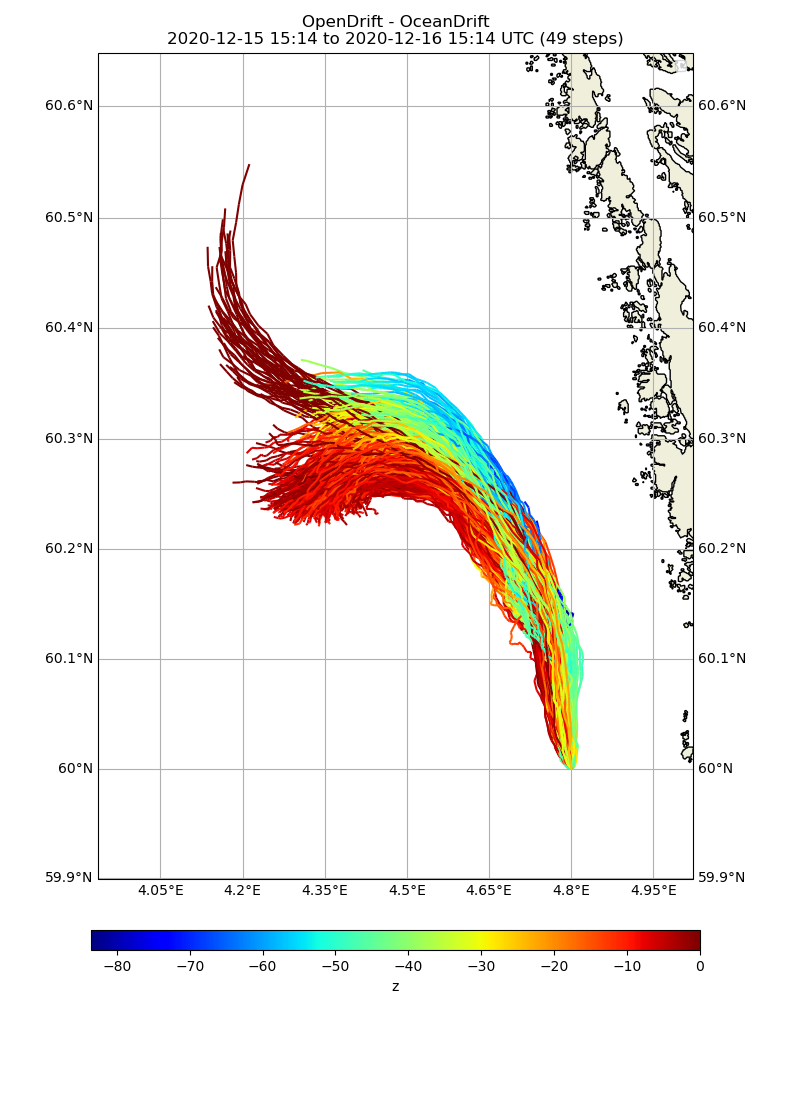 OpenDrift - OceanDrift
2020-12-15 15:14 to 2020-12-16 15:14 UTC (49 steps)
60.6°N 60.6°N
60.5°N 60.5°N
60.4°N 60.4°N
60.3°N 60.3°N
60.2°N 60.2°N
60.1°N 60.1°N
60°N 60°N
59.9°N 59.9°N
4.05°E 4.2°E 4.35°E 4.5°E 4.65°E 4.8°E 4.95°E
−80 −70 −60 −50 −40 −30 −20 −10 0
z